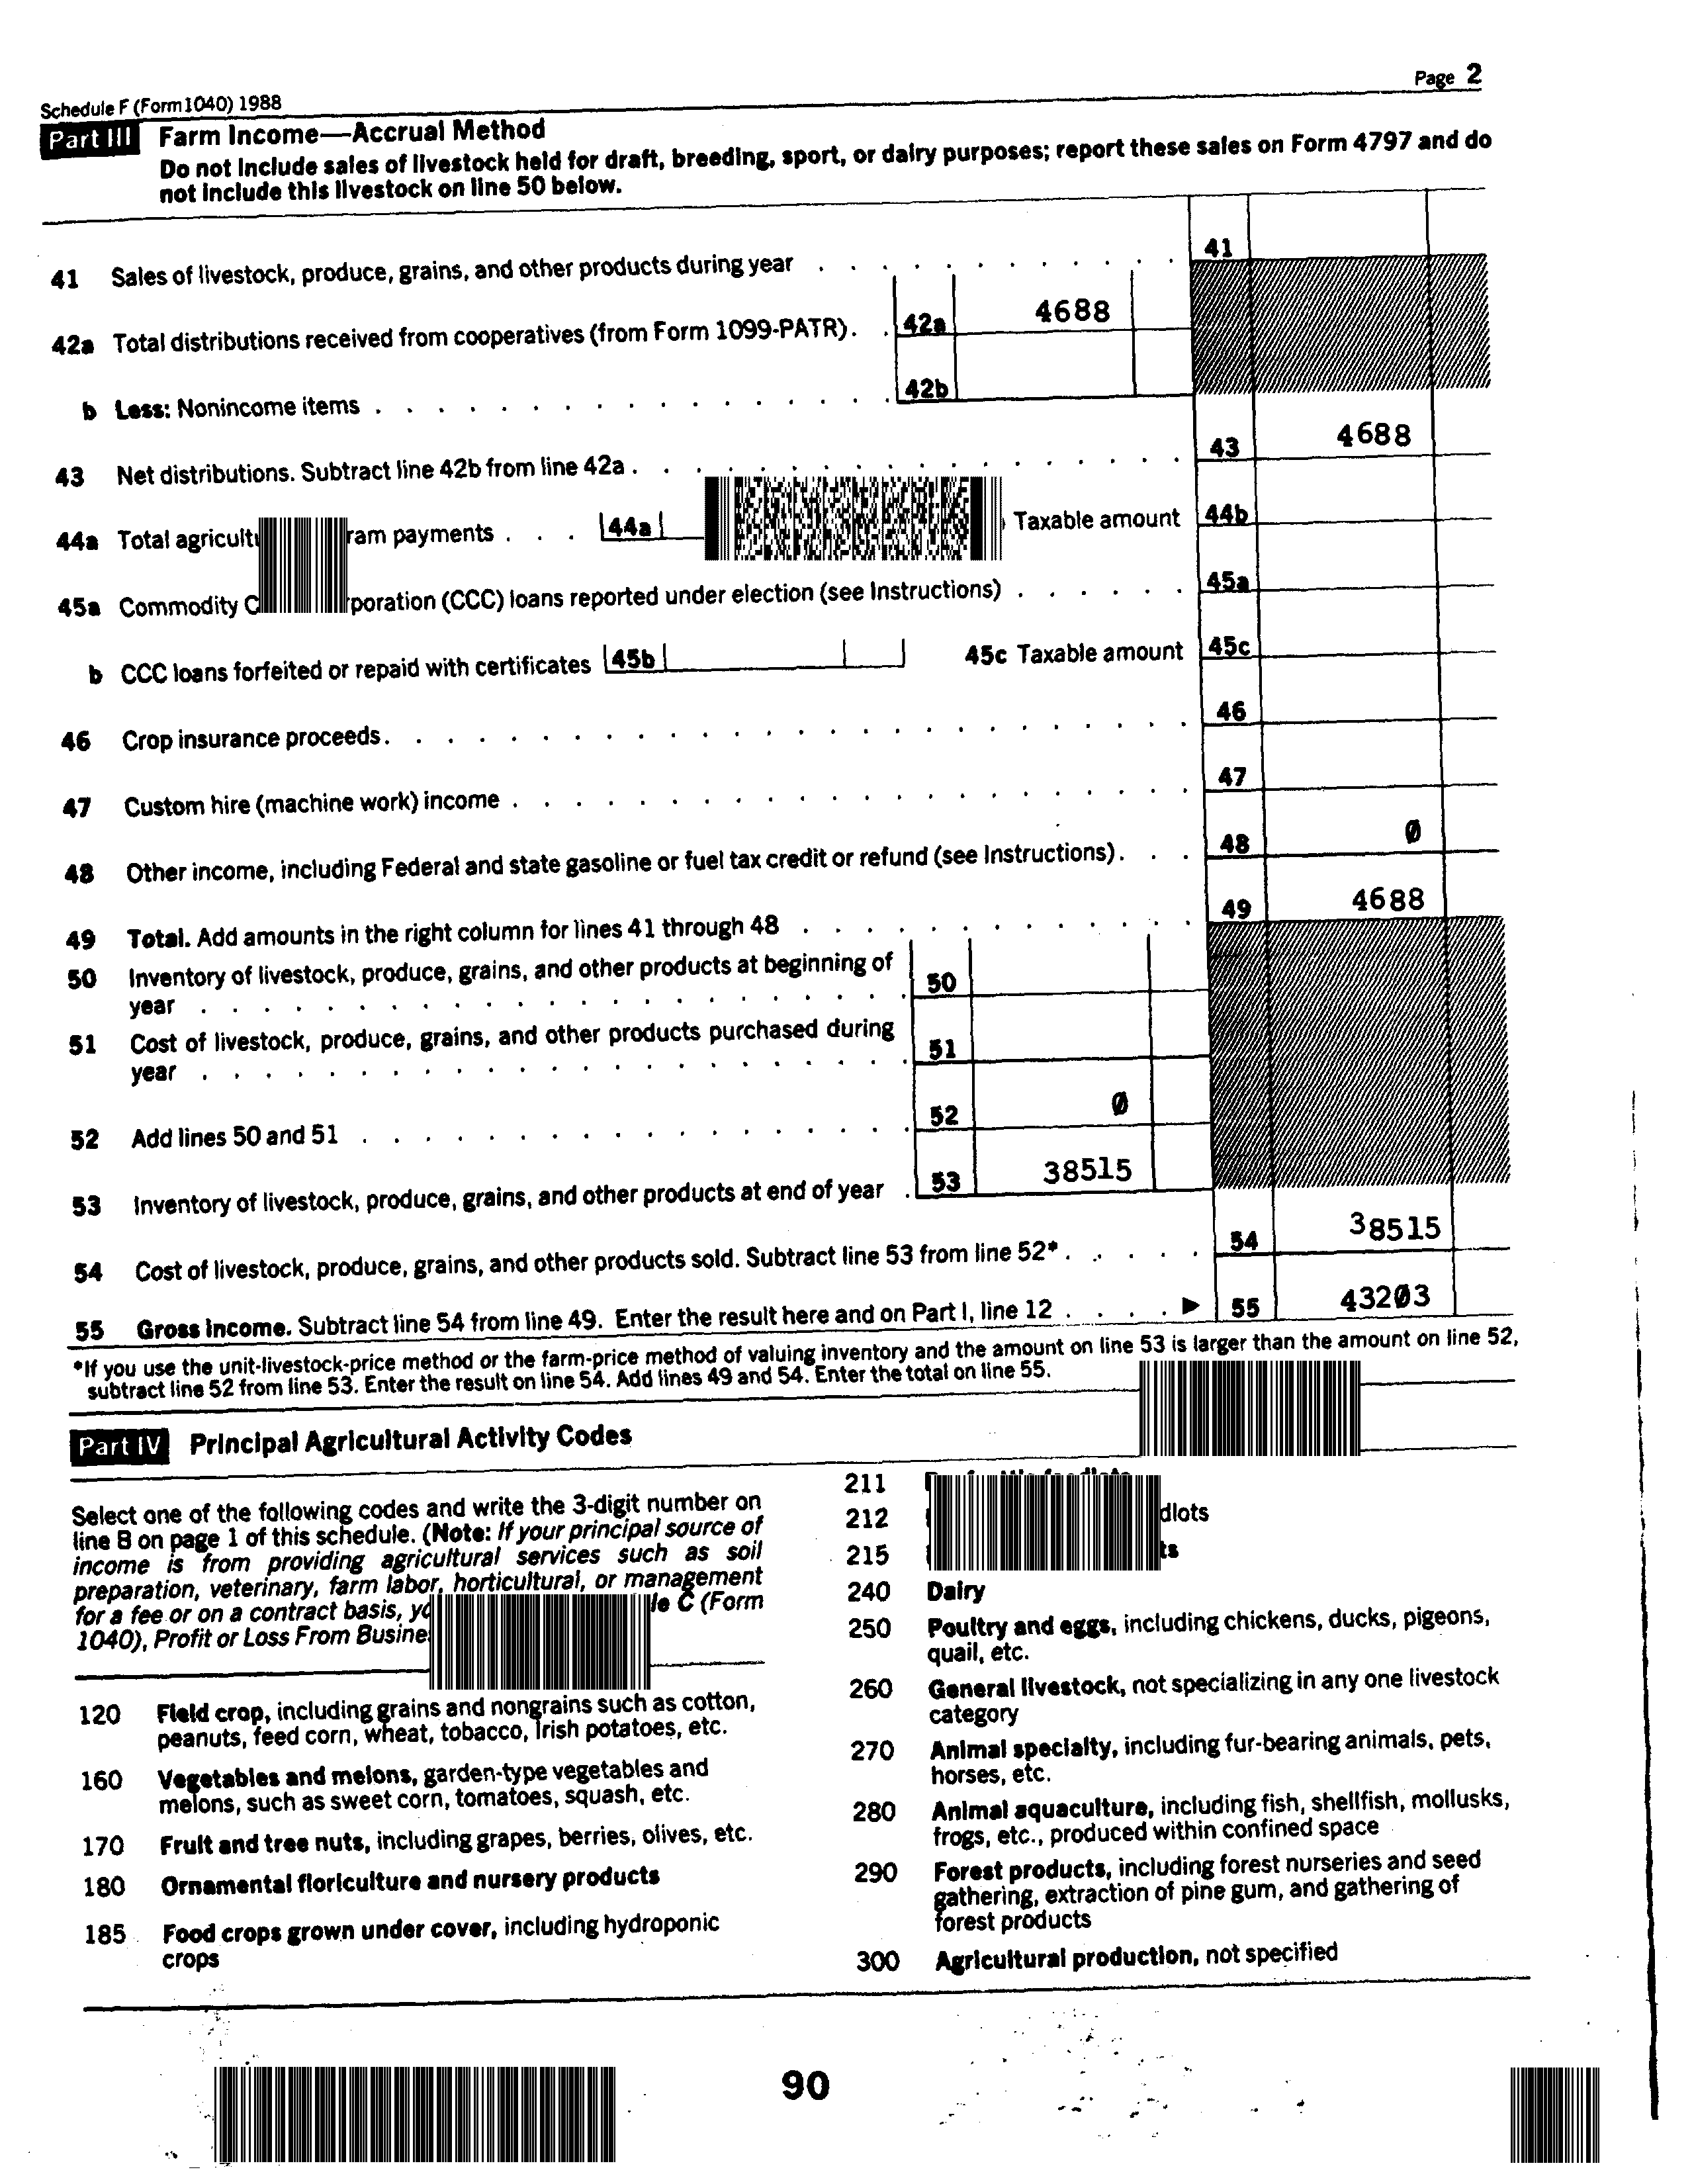 Schedule F (Form 1040) 1988 Page 2
Part III Farm Income—Accrual Method
Do not include sales of livestock held for draft, breeding, sport, or dairy purposes; report these sales on Form 4797 and do
not include this livestock on line 50 below.
41 Sales of livestock, produce, grains, and other products during year . . . . . . . . . . . . 41
42a Total distributions received from cooperatives (from Form 1099-PATR). . 42a 4688
b Less: Nonincome items . . . . . . . . . . . . . . . . . 42b
43 Net distributions. Subtract line 42b from line 42a . . . . . . . . . . . . . . . . . . 43 4688
44a Total ram payments . . . 44a Taxable amount 44b
45a Commodity poration (CCC) loans reported under election (see Instructions) . . . . . . 45a
b CCC loans forfeited or repaid with certificates 45b 45c Taxable amount 45c
46 Crop insurance proceeds. . . . . . . . . . . . . . . . . . . . . . . . . . 46
47 Custom hire (machine work) income . . . . . . . . . . . . . . . . . . . . . . 47
48 Other income, including Federal and state gasoline or fuel tax credit or refund (see Instructions). . . 48 0
49 Total. Add amounts in the right column for lines 41 through 48 . . . . . . . . . . . . . 49 4688
50 Inventory of livestock, produce, grains, and other products at beginning of
year . . . . . . . . . . . . . . . . . . . . . . . 50
51 Cost of livestock, produce, grains, and other products purchased during
year . . . . . . . . . . . . . . . . . . . . . . . 51
52 Add lines 50 and 51 . . . . . . . . . . . . . . . . . . 52 0
53 Inventory of livestock, produce, grains, and other products at end of year . 53 38515
54 Cost of livestock, produce, grains, and other products sold. Subtract line 53 from line 52* . . . . . 54 38515
55 Gross income. Subtract line 54 from line 49. Enter the result here and on Part I, line 12 . . . . ▶ 55 43203
*If you use the unit-livestock-price method or the farm-price method of valuing inventory and the amount on line 53 is larger than the amount on line 52,
subtract line 52 from line 53. Enter the result on line 54. Add lines 49 and 54. Enter the total on line 55.
Part IV Principal Agricultural Activity Codes
Select one of the following codes and write the 3-digit number on
line B on page 1 of this schedule. (Note: If your principal source of
income is from providing agricultural services such as soil
preparation, veterinary, farm labor, horticultural, or management
for a fee or on a contract basis, C (Form
1040), Profit or Loss From
120 Field crop, including grains and nongrains such as cotton,
peanuts, feed corn, wheat, tobacco, Irish potatoes, etc.
160 Vegetables and melons, garden-type vegetables and
melons, such as sweet corn, tomatoes, squash, etc.
170 Fruit and tree nuts, including grapes, berries, olives, etc.
180 Ornamental floriculture and nursery products
185 Food crops grown under cover, including hydroponic
crops
211
212 dlots
215 ts
240 Dairy
250 Poultry and eggs, including chickens, ducks, pigeons,
quail, etc.
260 General livestock, not specializing in any one livestock
category
270 Animal specialty, including fur-bearing animals, pets,
horses, etc.
280 Animal aquaculture, including fish, shellfish, mollusks,
frogs, etc., produced within confined space
290 Forest products, including forest nurseries and seed
gathering, extraction of pine gum, and gathering of
forest products
300 Agricultural production, not specified
90